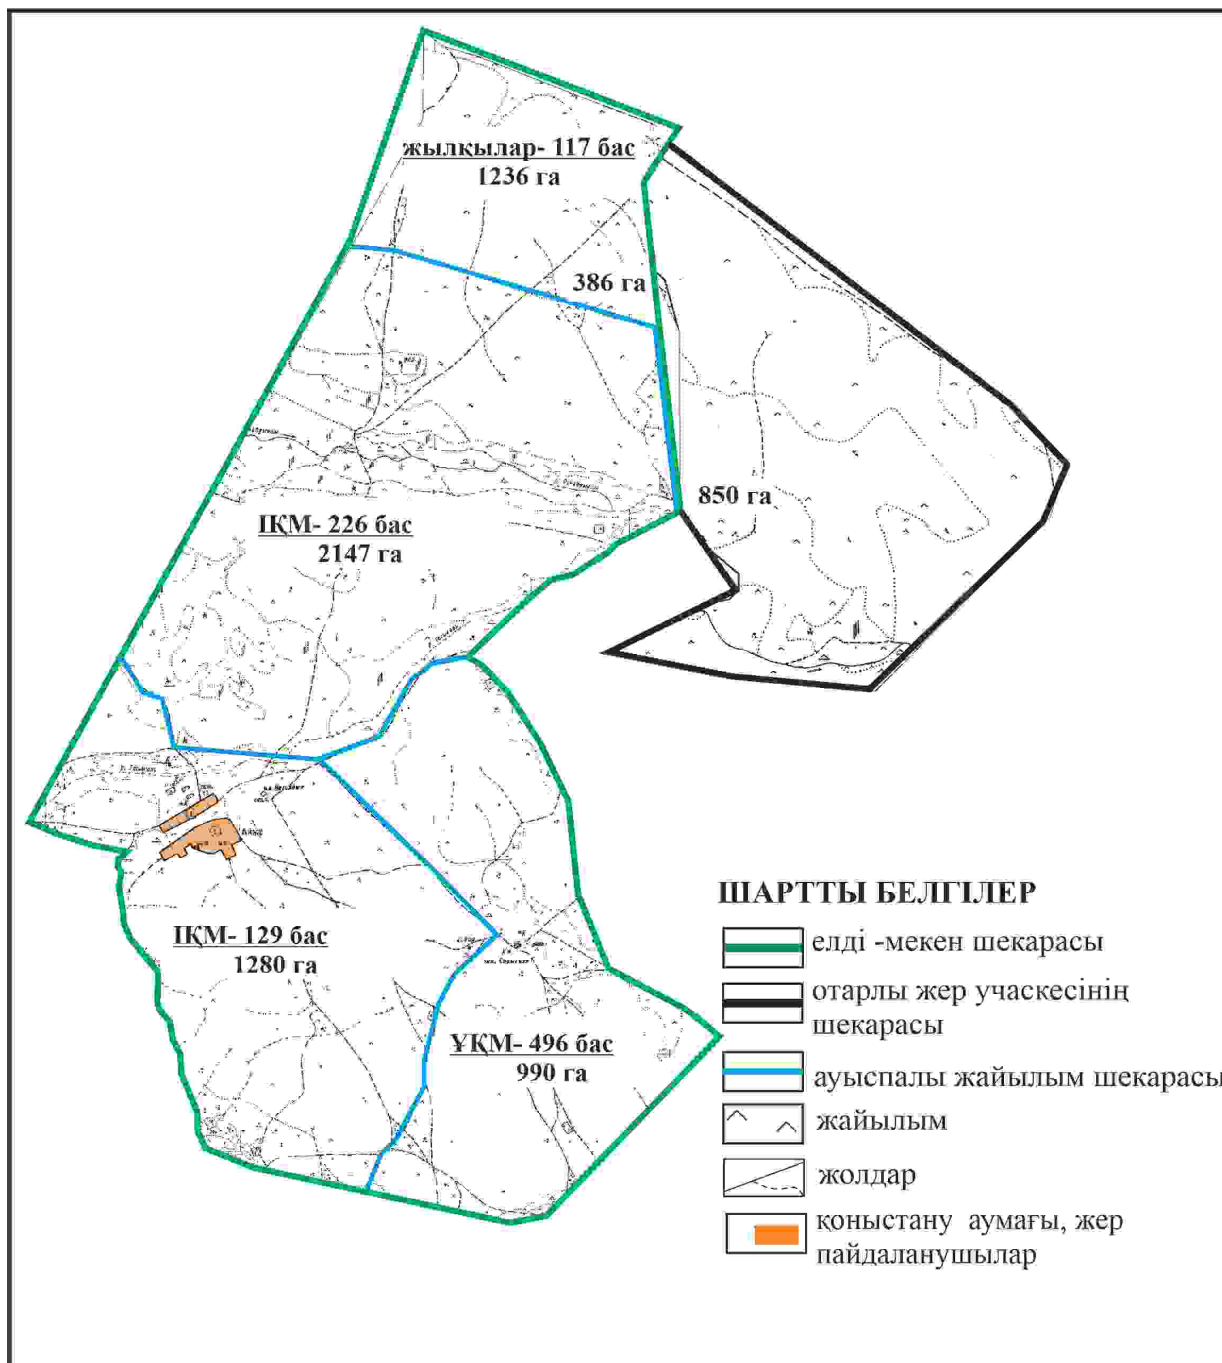 жылқылар- 117 бас
1236 га
386 га
850 га
ІҚМ- 226 бас
2147 га
ІҚМ- 129 бас
1280 га
ҰҚМ- 496 бас
990 га
ШАРТТЫ БЕЛГІЛЕР
елді -мекен шекарасы
отарлы жер учаскесінің
шекарасы
ауыспалы жайылым шекарасы
жайылым
жолдар
қоныстану аумағы, жер
пайдаланушылар